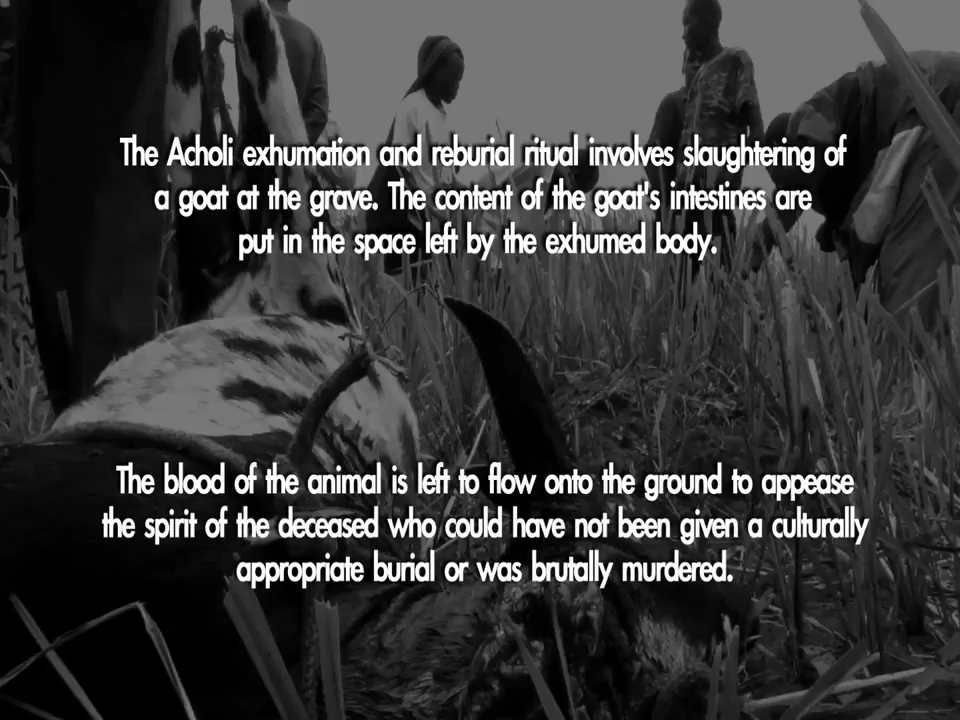 The Acholi exhumation and reburial ritual involves slaughtering of
a goat at the grave. The content of the goat's intestines are
put in the space left by the exhumed body.
The blood of the animal is left to flow onto the ground to appease
the spirit of the deceased who could have not been given a culturally
appropriate burial or was brutally murdered.